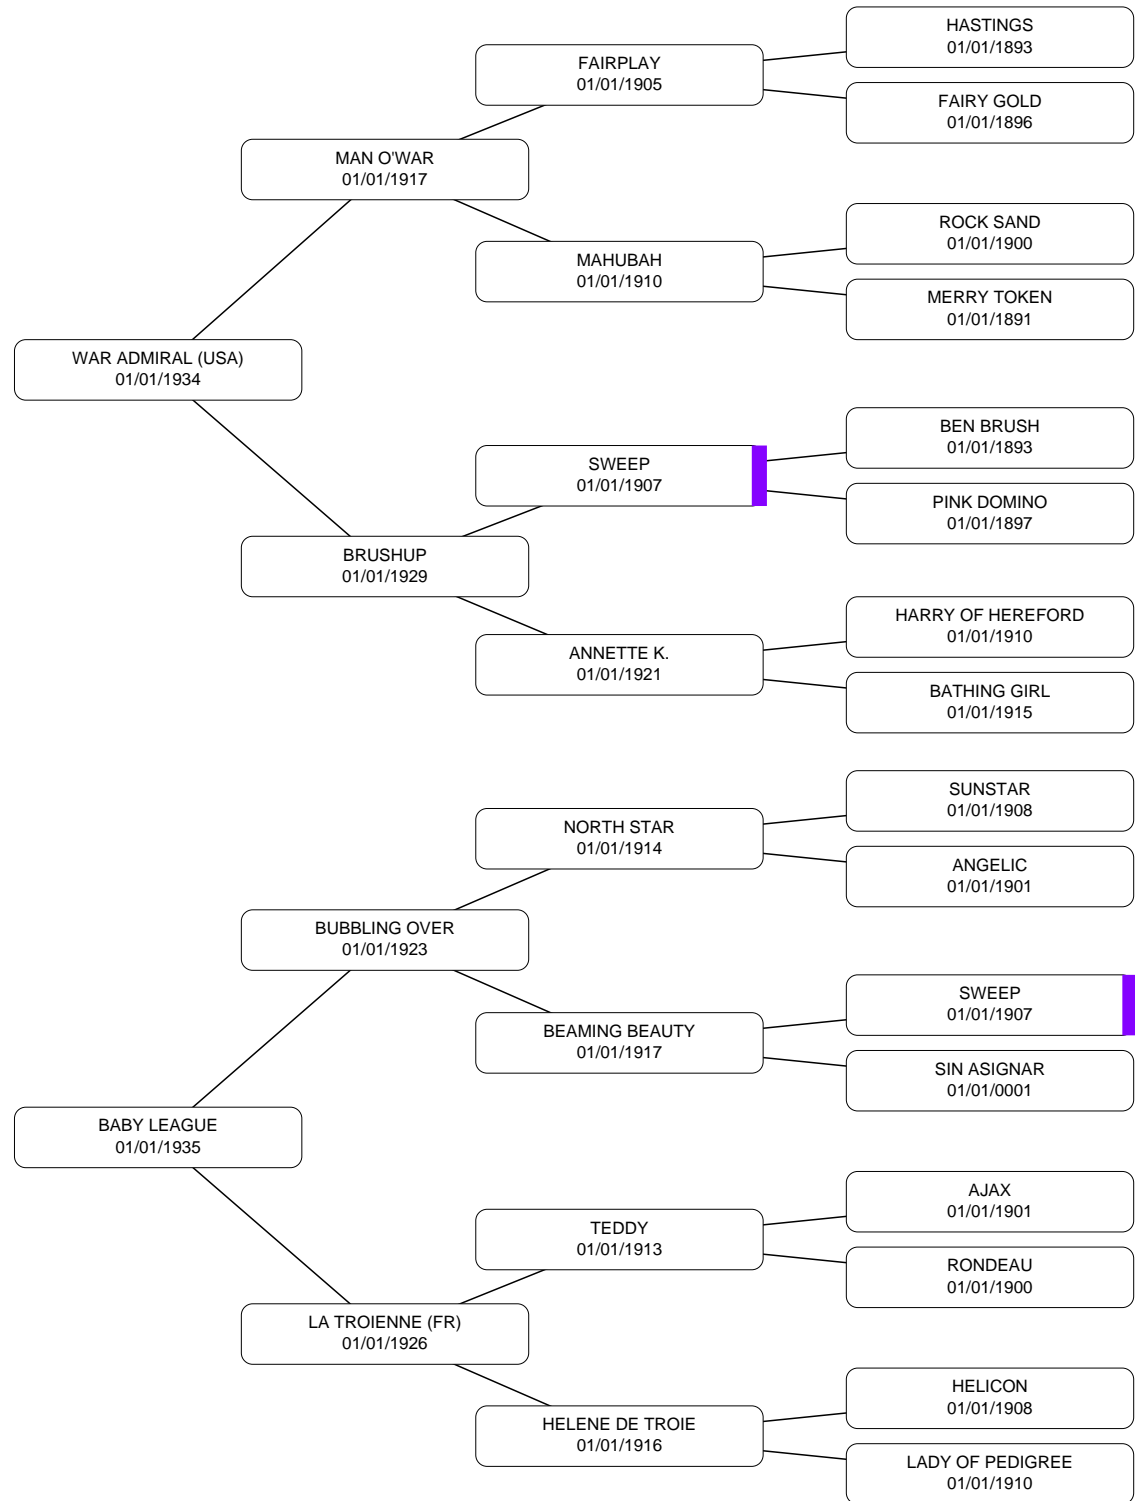 HASTINGS
01/01/1893
FAIRPLAY
01/01/1905
FAIRY GOLD
01/01/1896
MAN O'WAR
01/01/1917
ROCK SAND
01/01/1900
MAHUBAH
01/01/1910
MERRY TOKEN
01/01/1891
WAR ADMIRAL (USA)
01/01/1934
BEN BRUSH
01/01/1893
SWEEP
01/01/1907
PINK DOMINO
01/01/1897
BRUSHUP
01/01/1929
HARRY OF HEREFORD
01/01/1910
ANNETTE K.
01/01/1921
BATHING GIRL
01/01/1915
SUNSTAR
01/01/1908
NORTH STAR
01/01/1914
ANGELIC
01/01/1901
BUBBLING OVER
01/01/1923
SWEEP
01/01/1907
BEAMING BEAUTY
01/01/1917
SIN ASIGNAR
01/01/0001
BABY LEAGUE
01/01/1935
AJAX
01/01/1901
TEDDY
01/01/1913
RONDEAU
01/01/1900
LA TROIENNE (FR)
01/01/1926
HELICON
01/01/1908
HELENE DE TROIE
01/01/1916
LADY OF PEDIGREE
01/01/1910